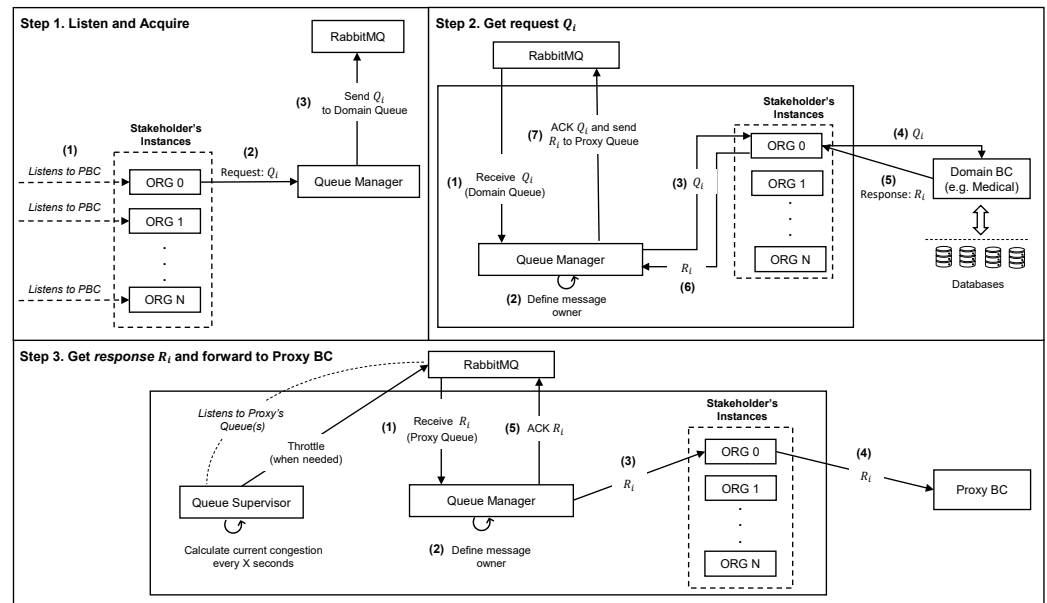 Step 1. Listen and Acquire
RabbitMQ
(3)
Send Qᵢ
to Domain Queue
Stakeholder's
Instances
(1)
Listens to PBC
ORG 0
(2)
Request: Qᵢ
Queue Manager
Listens to PBC
ORG 1
Listens to PBC
ORG N
Step 2. Get request Qᵢ
RabbitMQ
Stakeholder's
Instances
(7)
ACK Qᵢ and send
Rᵢ to Proxy Queue
(4) Qᵢ
ORG 0
(1)
Receive Qᵢ
(Domain Queue)
(3) Qᵢ
ORG 1
(5)
Response: Rᵢ
Domain BC
(e.g. Medical)
Queue Manager
Rᵢ
(6)
ORG N
(2) Define message
owner
Databases
Step 3. Get response Rᵢ and forward to Proxy BC
RabbitMQ
Listens to Proxy's
Queue(s)
Throttle
(when needed)
(1)
Receive Rᵢ
(Proxy Queue)
(5) ACK Rᵢ
Stakeholder's
Instances
ORG 0
(3)
Rᵢ
(4)
Rᵢ
Queue Supervisor
Queue Manager
ORG 1
Proxy BC
Calculate current congestion
every X seconds
(2) Define message
owner
ORG N